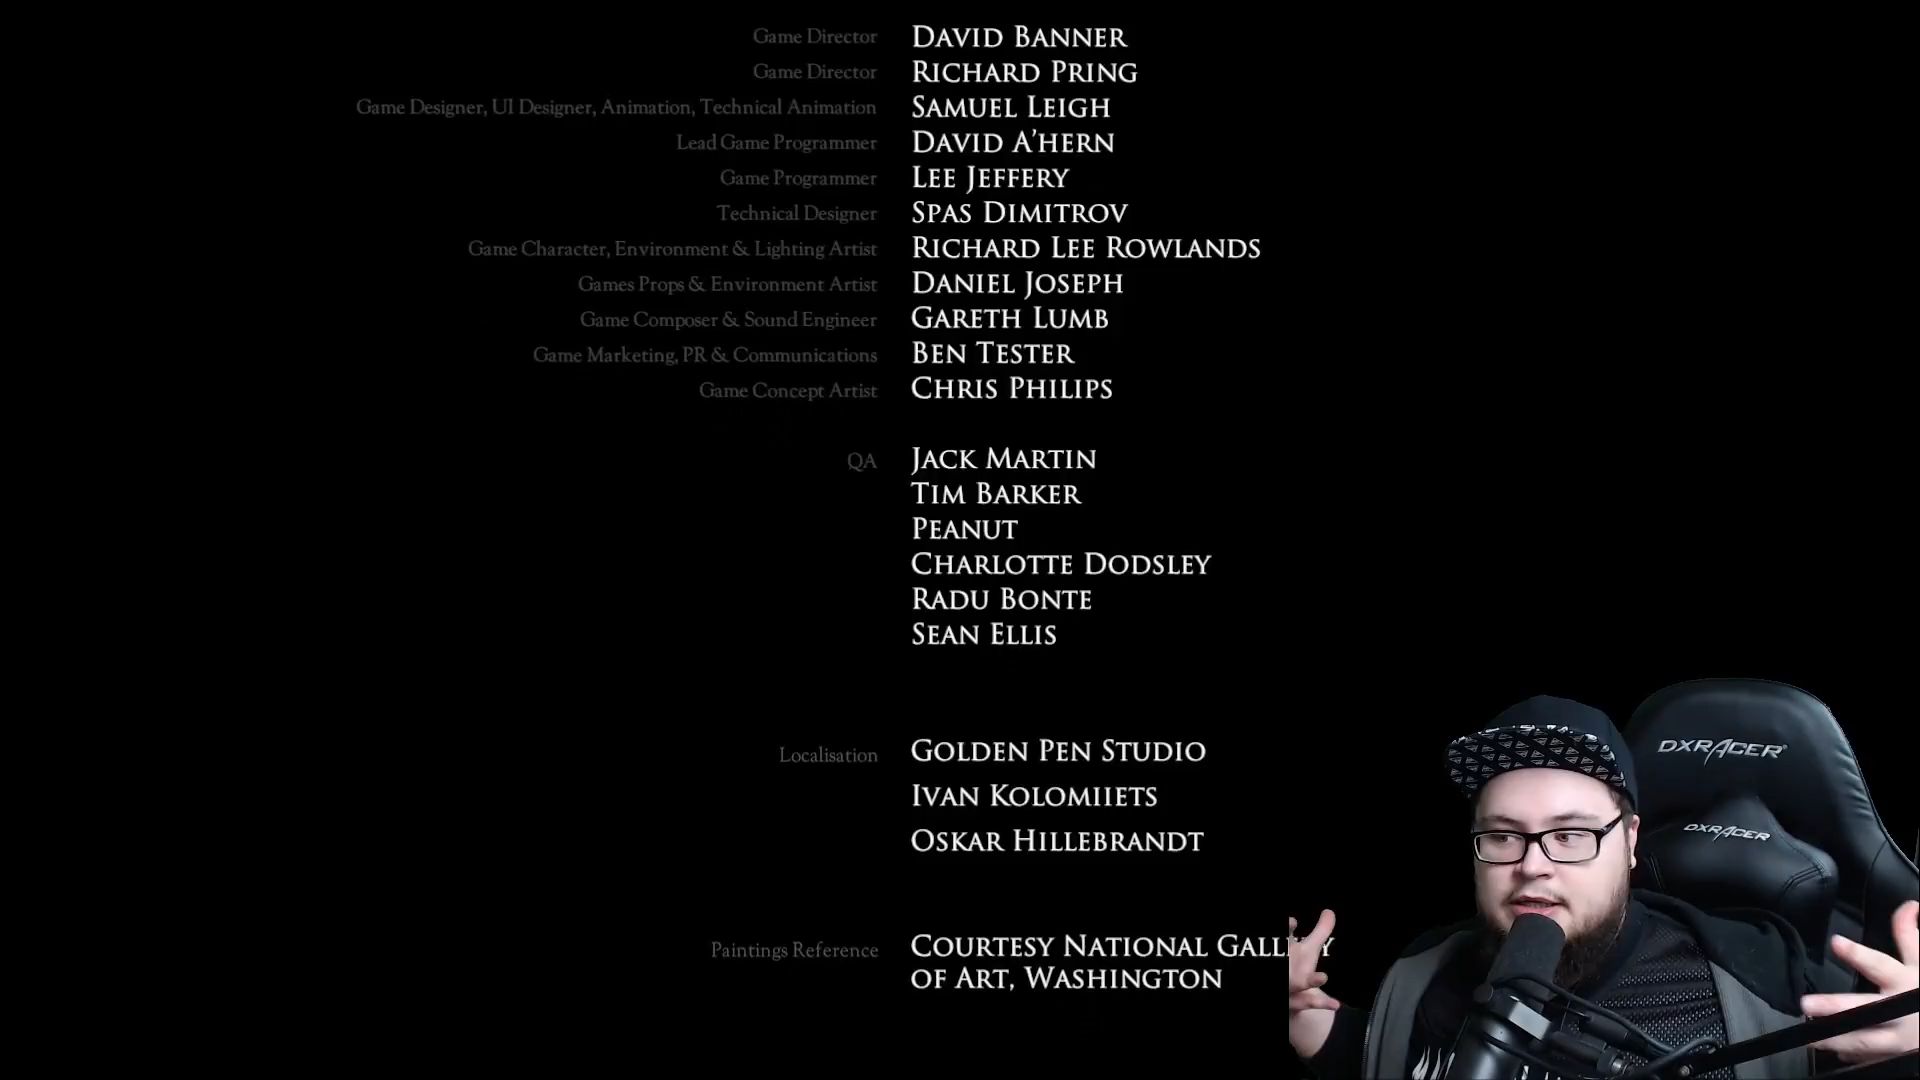 Game Director DAVID BANNER
Game Director RICHARD PRING
Game Designer, UI Designer, Animation, Technical Animation SAMUEL LEIGH
Lead Game Programmer DAVID A'HERN
Game Programmer LEE JEFFERY
Technical Designer SPAS DIMITROV
Game Character, Environment & Lighting Artist RICHARD LEE ROWLANDS
Games Props & Environment Artist DANIEL JOSEPH
Game Composer & Sound Engineer GARETH LUMB
Game Marketing, PR & Communications BEN TESTER
Game Concept Artist CHRIS PHILIPS
QA JACK MARTIN
TIM BARKER
PEANUT
CHARLOTTE DODSLEY
RADU BONTE
SEAN ELLIS
Localisation GOLDEN PEN STUDIO
IVAN KOLOMIIETS
OSKAR HILLEBRANDT
Paintings Reference COURTESY NATIONAL GALLERY
OF ART, WASHINGTON
DXRACER
DXRACER